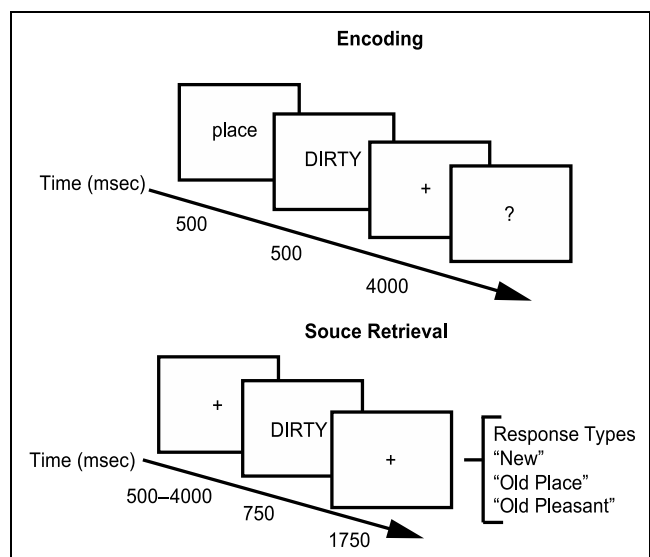 Encoding
place
DIRTY
+
?
Time (msec)
500
500
4000
Souce Retrieval
+
DIRTY
+
Time (msec)
500–4000
750
1750
Response Types
“New”
“Old Place”
“Old Pleasant”